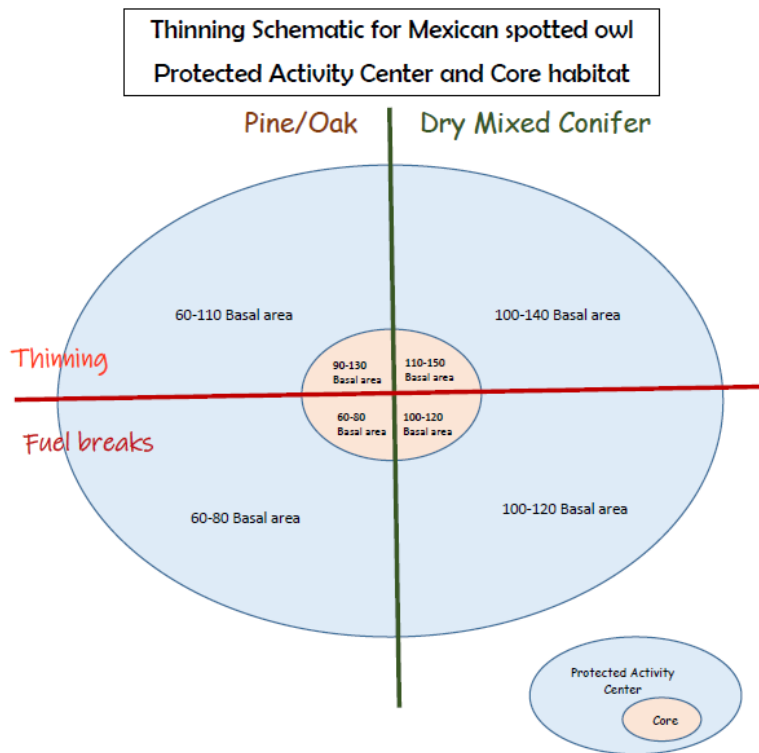 Thinning Schematic for Mexican spotted owl
Protected Activity Center and Core habitat
Pine/Oak
Dry Mixed Conifer
60-110 Basal area
100-140 Basal area
Thinning
90-130
Basal area
110-150
Basal area
Fuel breaks
60-80
Basal area
100-120
Basal area
60-80 Basal area
100-120 Basal area
Protected Activity
Center
Core